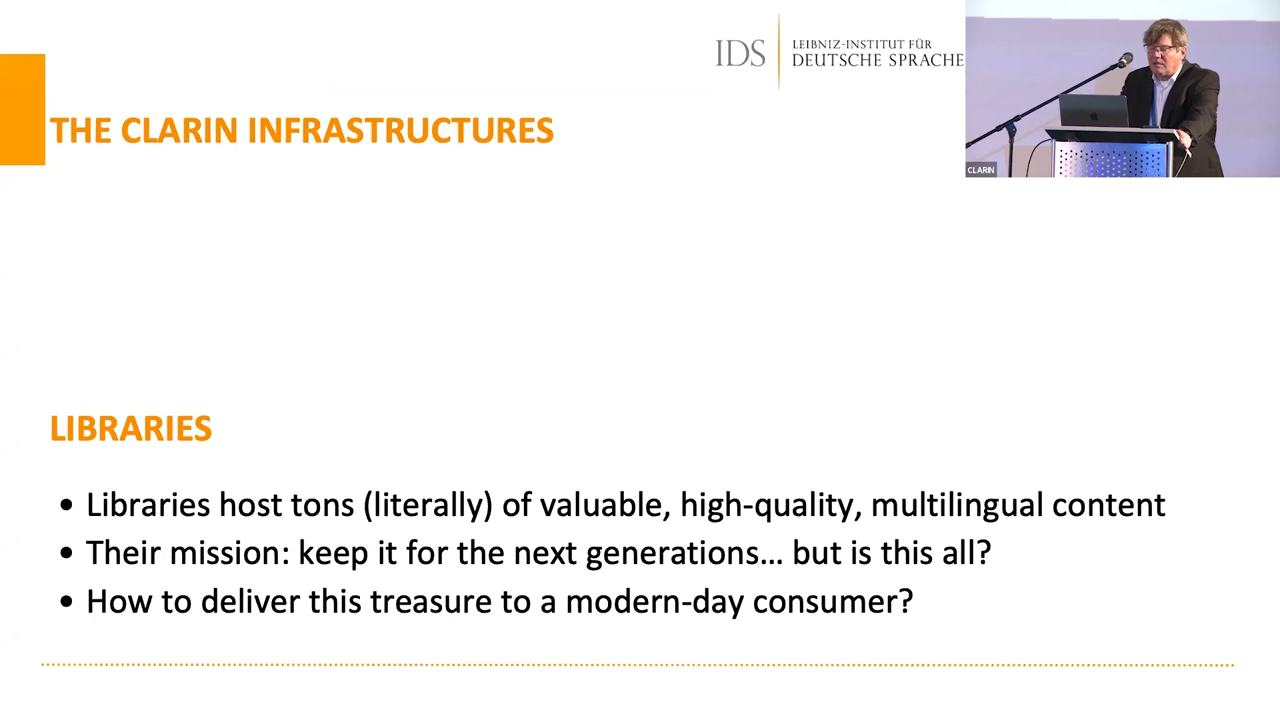 IDS
LEIBNIZ-INSTITUT FÜR
DEUTSCHE SPRACHE
THE CLARIN INFRASTRUCTURES
CLARIN
LIBRARIES
• Libraries host tons (literally) of valuable, high-quality, multilingual content
• Their mission: keep it for the next generations… but is this all?
• How to deliver this treasure to a modern-day consumer?